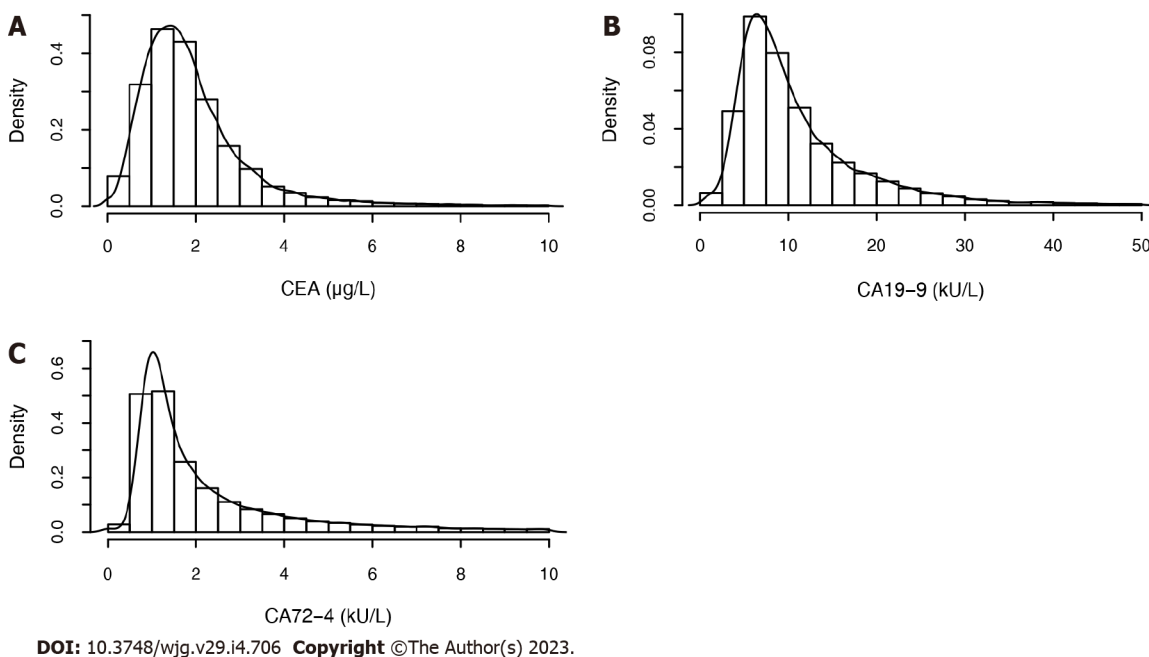 A
Density
0.0 0.2 0.4
0 2 4 6 8 10
CEA (µg/L)
B
Density
0.00 0.04 0.08
0 10 20 30 40 50
CA19−9 (kU/L)
C
Density
0.0 0.2 0.4 0.6
0 2 4 6 8 10
CA72−4 (kU/L)
DOI: 10.3748/wjg.v29.i4.706 Copyright ©The Author(s) 2023.